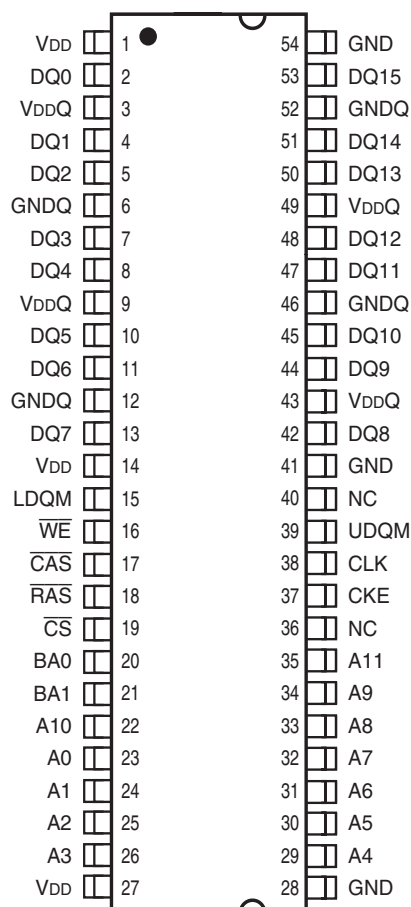 VDD 1 54 GND
DQ0 2 53 DQ15
VDDQ 3 52 GNDQ
DQ1 4 51 DQ14
DQ2 5 50 DQ13
GNDQ 6 49 VDDQ
DQ3 7 48 DQ12
DQ4 8 47 DQ11
VDDQ 9 46 GNDQ
DQ5 10 45 DQ10
DQ6 11 44 DQ9
GNDQ 12 43 VDDQ
DQ7 13 42 DQ8
VDD 14 41 GND
LDQM 15 40 NC
W̅E̅ 16 39 UDQM
C̅A̅S̅ 17 38 CLK
R̅A̅S̅ 18 37 CKE
C̅S̅ 19 36 NC
BA0 20 35 A11
BA1 21 34 A9
A10 22 33 A8
A0 23 32 A7
A1 24 31 A6
A2 25 30 A5
A3 26 29 A4
VDD 27 28 GND